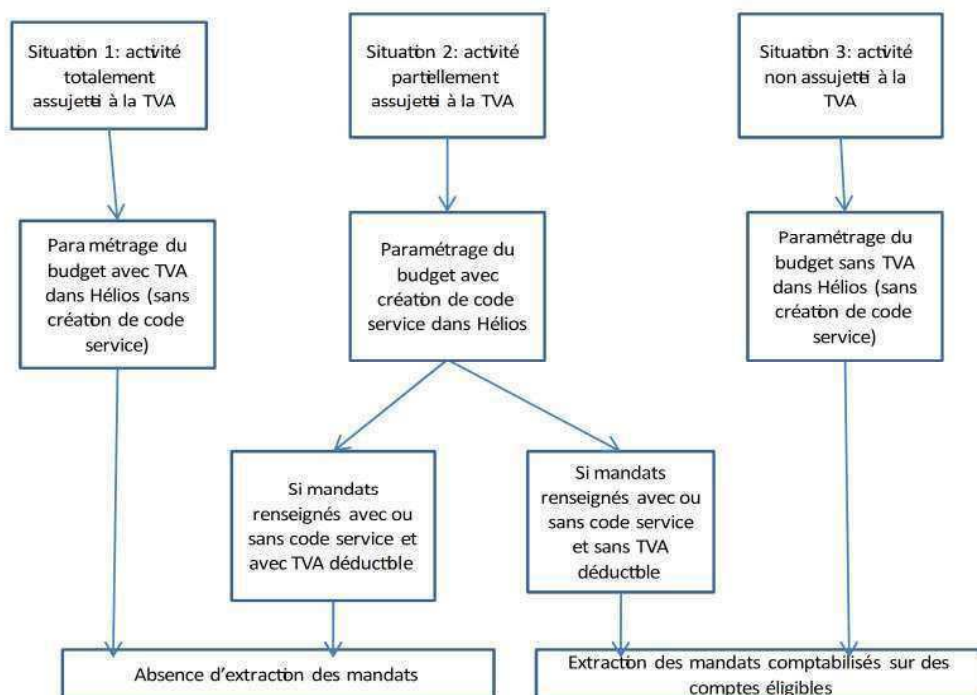 Situation 1: activité
totalement
assujetti à la TVA
Situation 2: activité
partiellement
assujetti à la TVA
Situation 3: activité
non assujetti à la
TVA
Para métrage du
budget avec TVA
dans Hélios (sans
création de code
service)
Paramétrage du
budget avec
création de code
service dans Hélios
Paramétrage du
budget sans TVA
dans Hélios (sans
création de code
service)
Si mandats
renseignés avec ou
sans code service et
avec TVA déductible
Si mandats
renseignés avec ou
sans code service
et sans TVA
déductible
Absence d'extraction des mandats
Extraction des mandats comptabilisés sur des
comptes éligibles